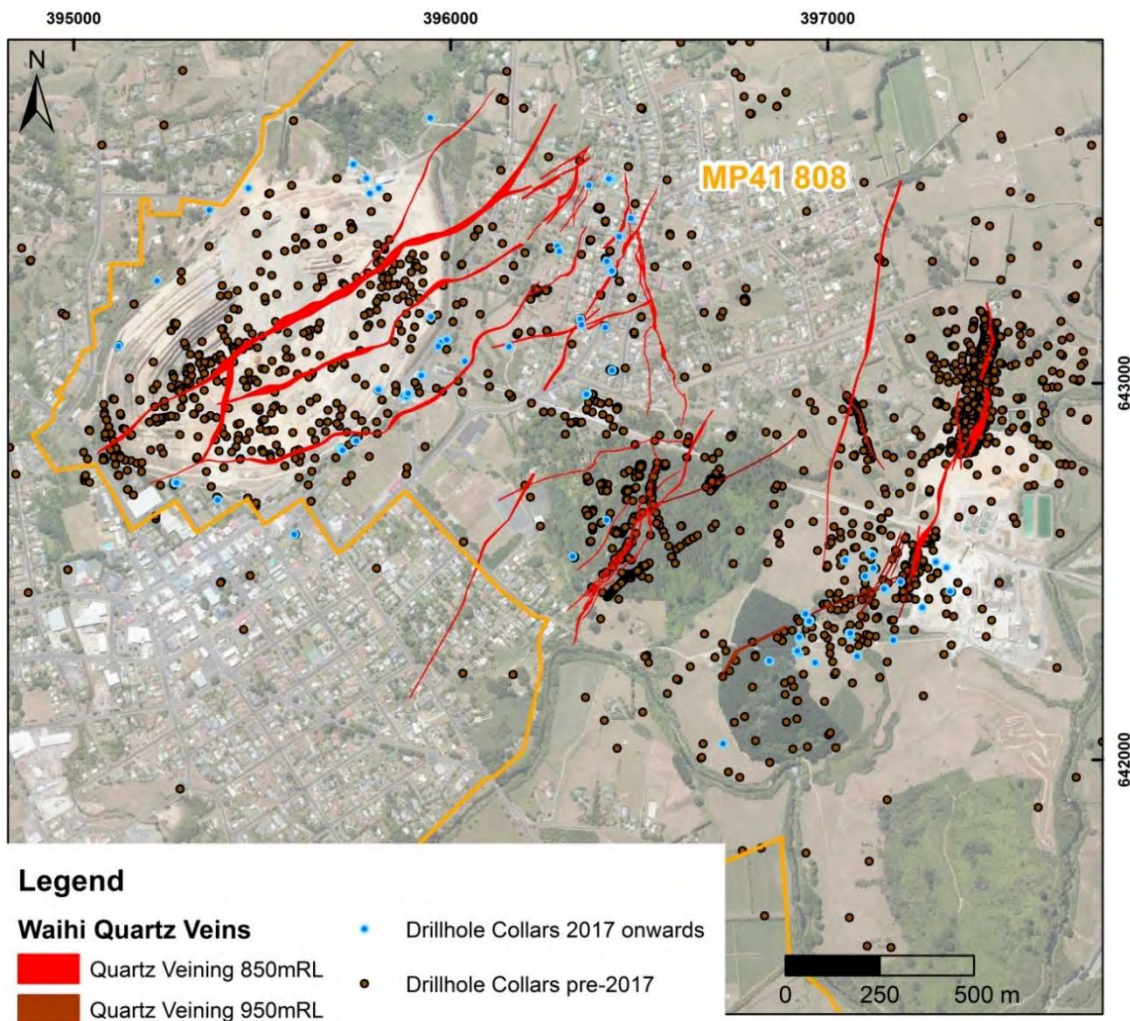 395000 396000 397000
N
MP41 808
643000
642000
Legend
Waihi Quartz Veins
Quartz Veining 850mRL
Quartz Veining 950mRL
Drillhole Collars 2017 onwards
Drillhole Collars pre-2017
0 250 500 m